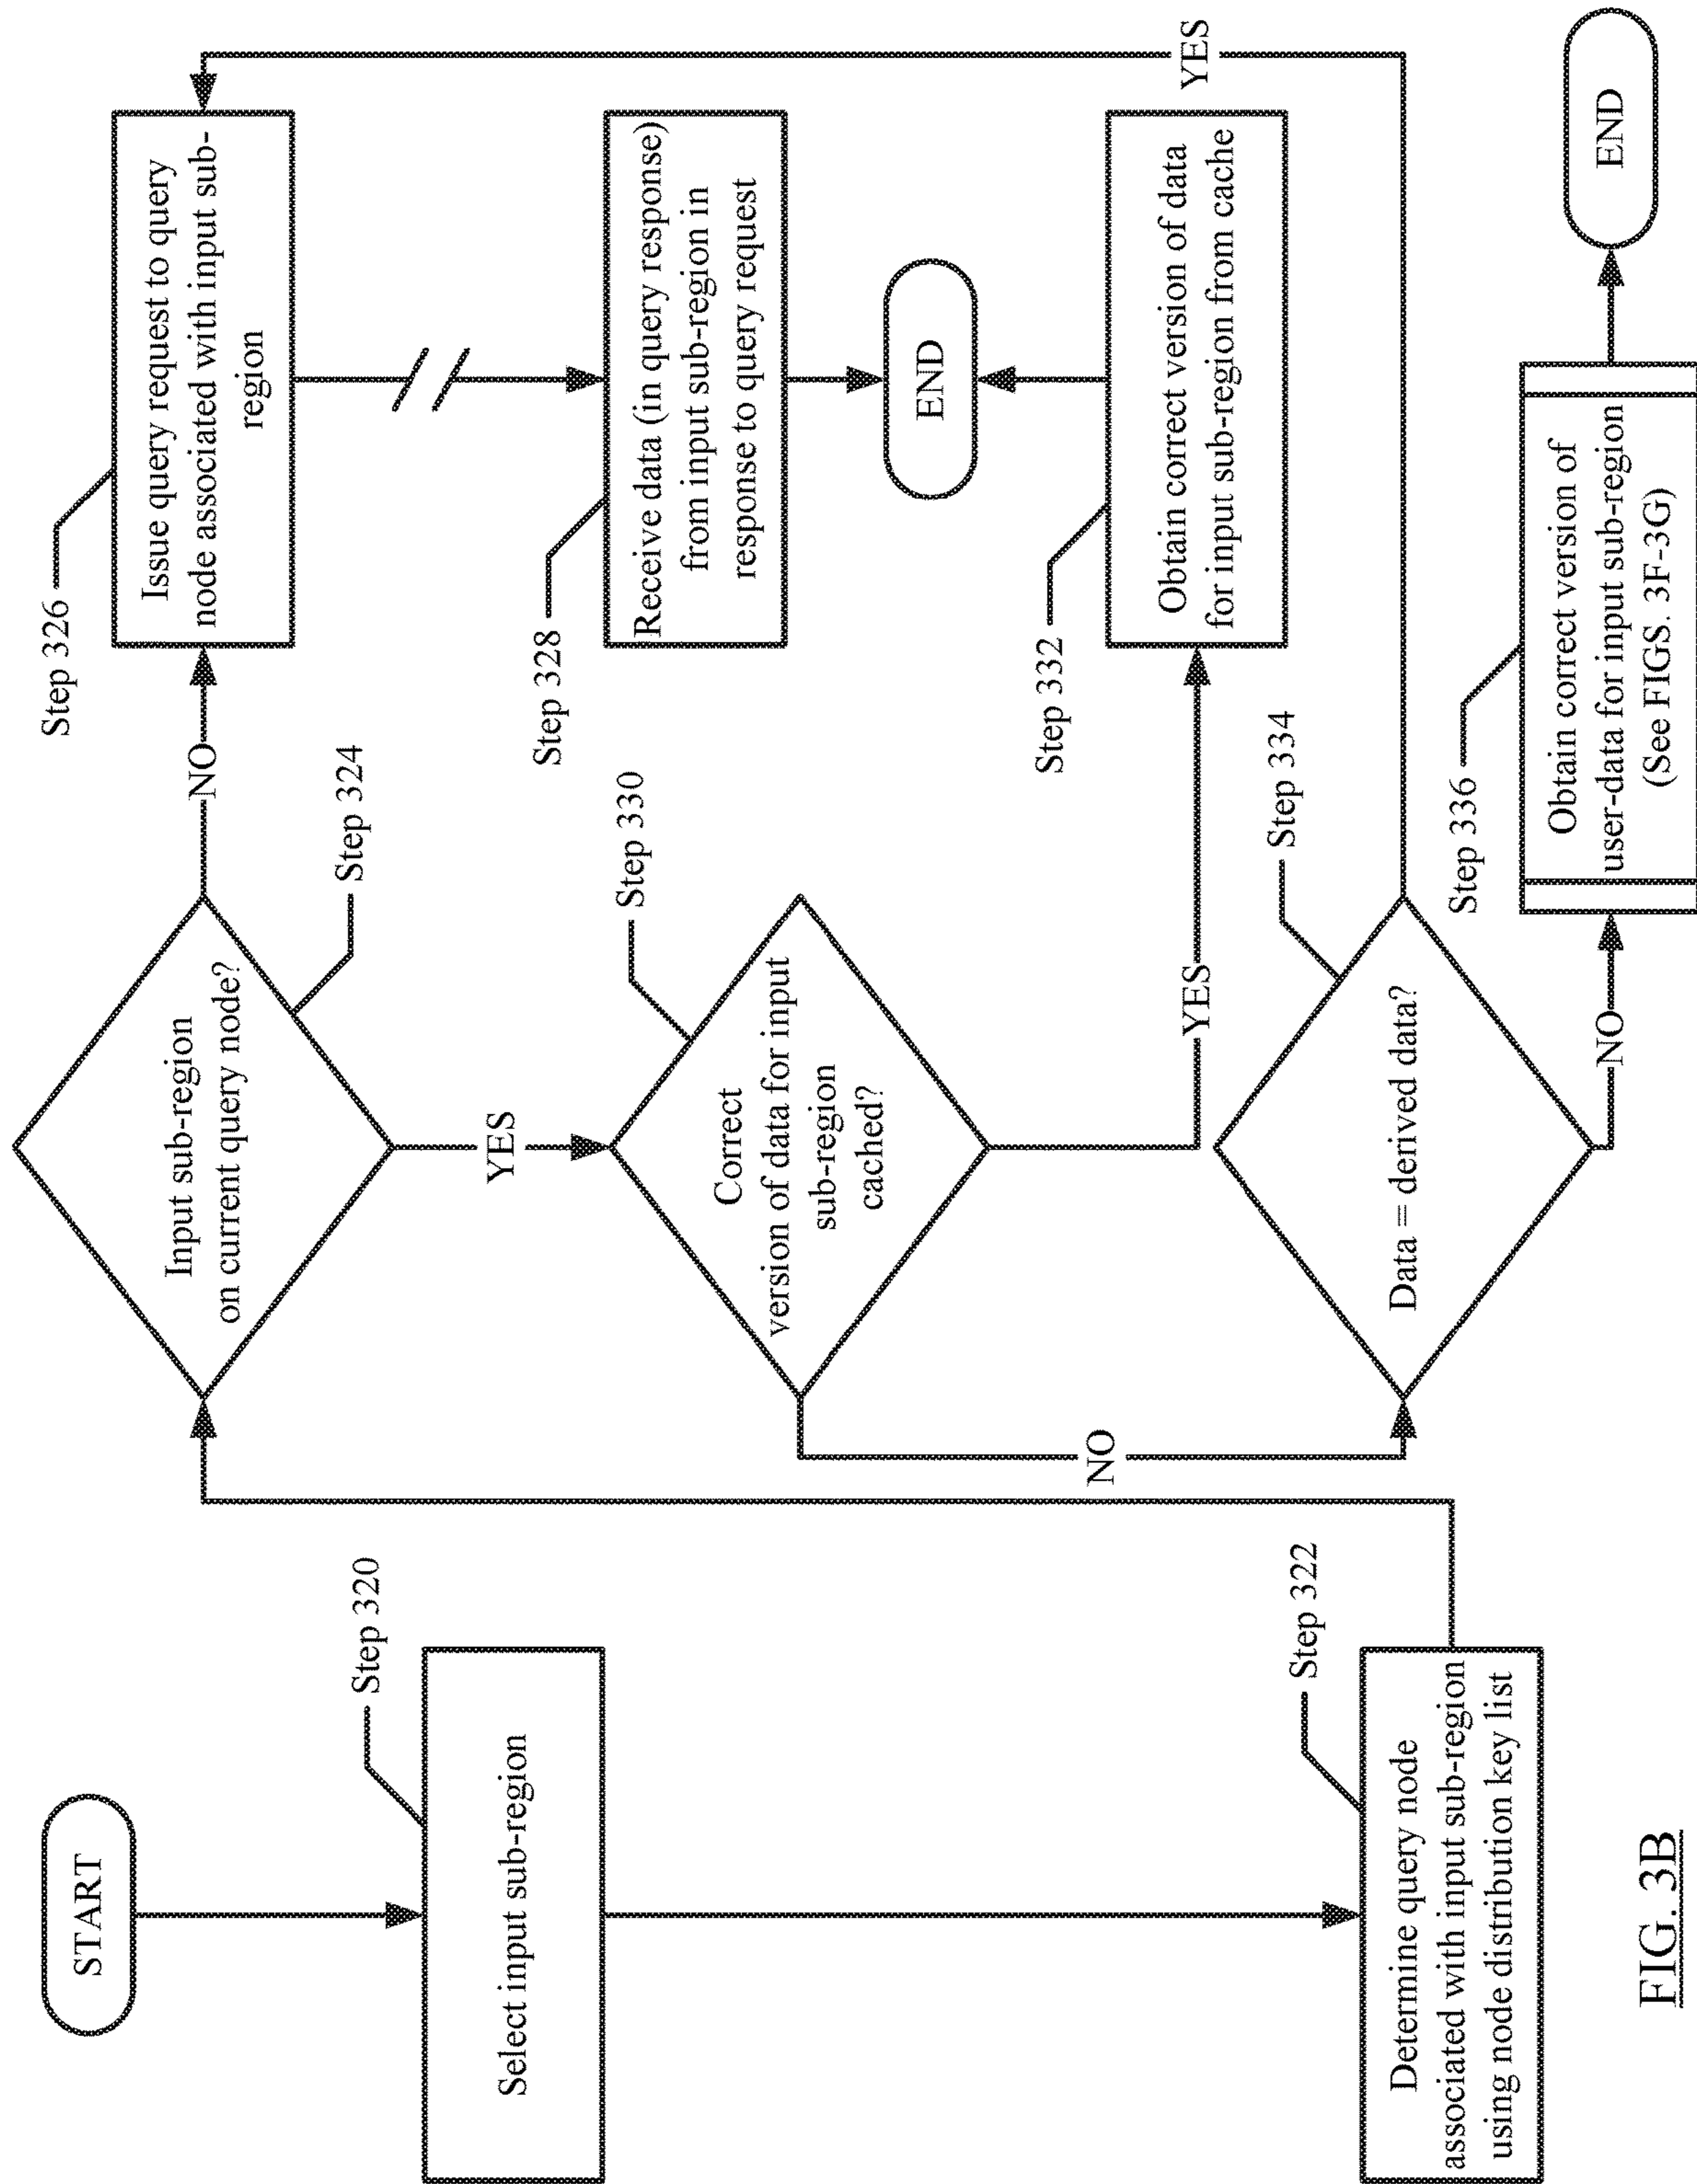 START
Step 320
Select input sub-region
Step 322
Determine query node
associated with input sub-region
using node distribution key list
Input sub-region
on current query node?
Step 324
NO
YES
Step 326
Issue query request to query
node associated with input sub-
region
Step 328
Receive data (in query response)
from input sub-region in
response to query request
END
Correct
version of data for input
sub-region
cached?
Step 330
YES
NO
Step 332
Obtain correct version of data
for input sub-region from cache
Data = derived data?
Step 334
YES
NO
Step 336
Obtain correct version of
user-data for input sub-region
(See FIGS. 3F-3G)
END
FIG. 3B